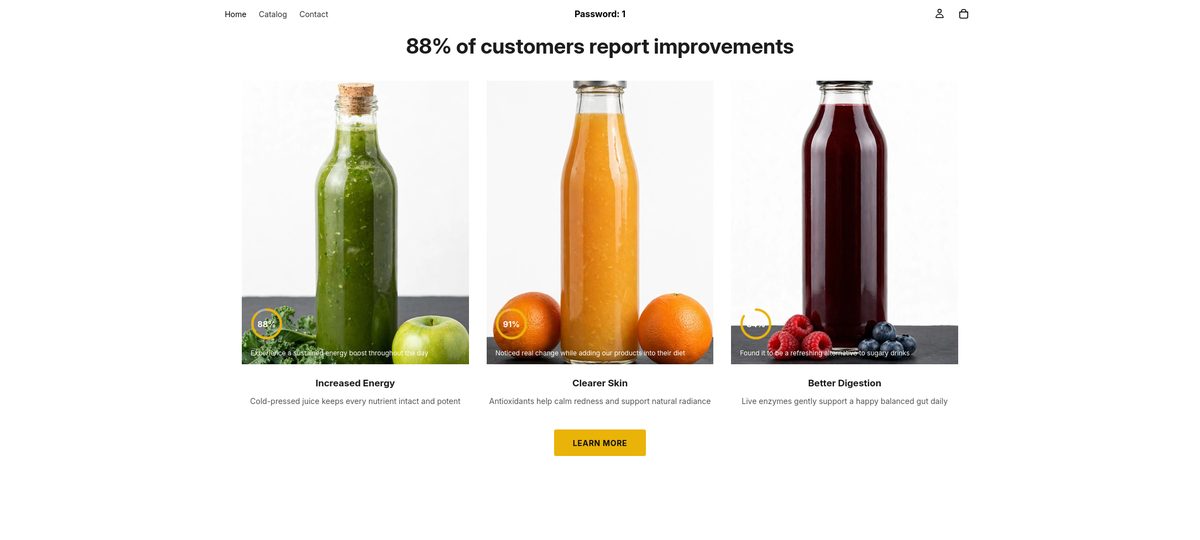 Home Catalog Contact
Password: 1
88% of customers report improvements
88%
Experience a sustained energy boost throughout the day
91%
Noticed real change while adding our products into their diet
Found it to be a refreshing alternative to sugary drinks
Increased Energy
Cold-pressed juice keeps every nutrient intact and potent
Clearer Skin
Antioxidants help calm redness and support natural radiance
Better Digestion
Live enzymes gently support a happy balanced gut daily
LEARN MORE